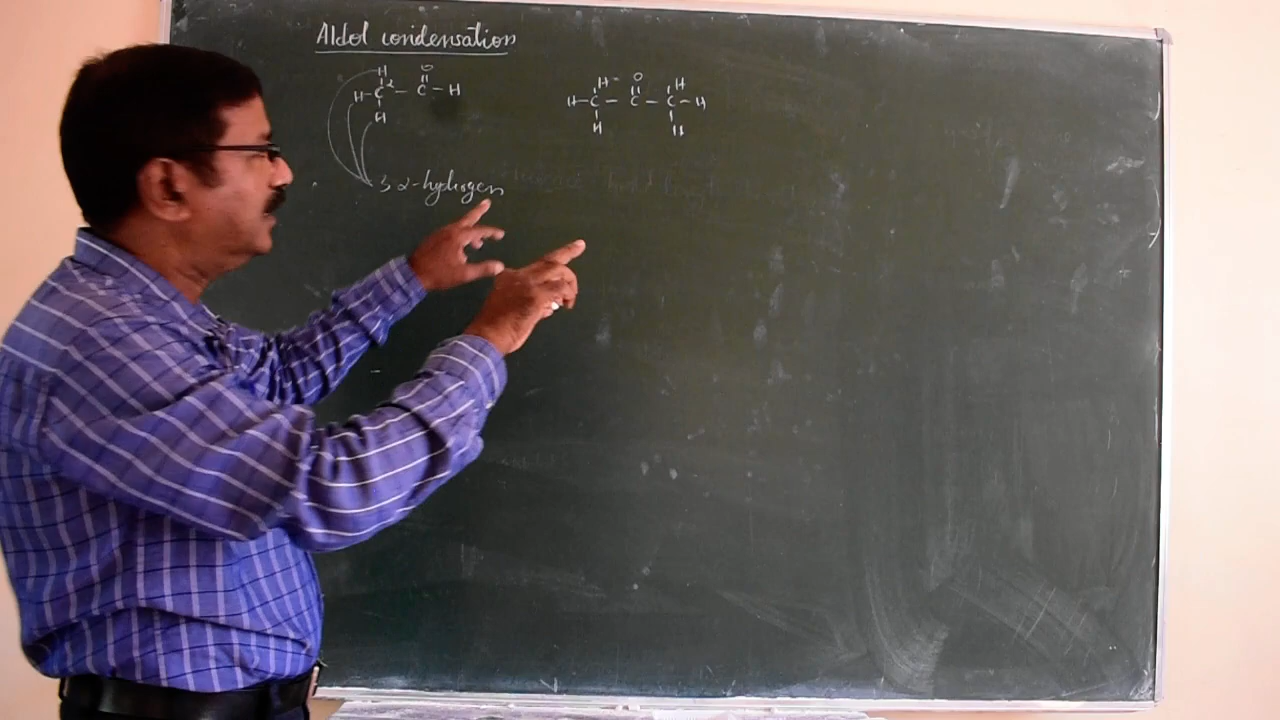 Aldol condensation
H O
H-C α - C - H
H
3 α-hydrogen
H O H
H-C - C - C-H
H H